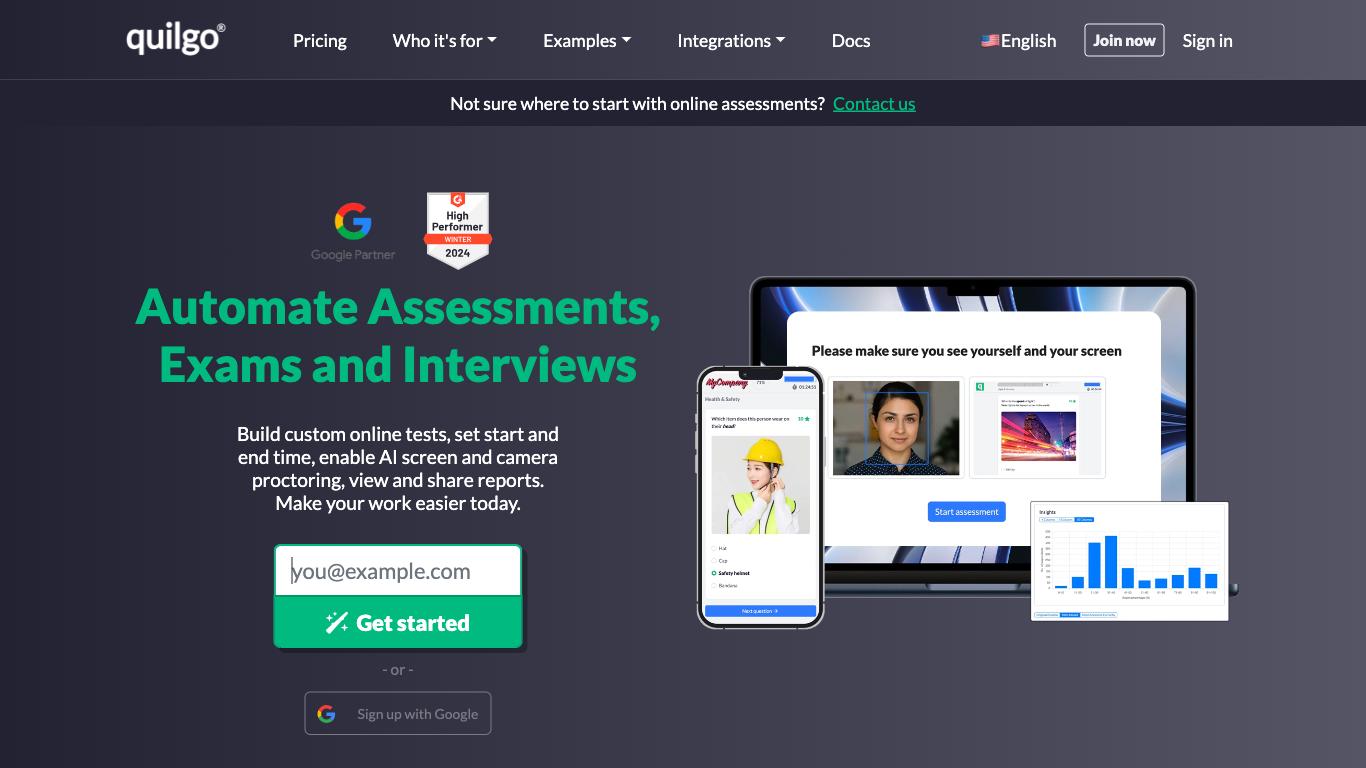 quilgo®
Pricing
Who it's for
Examples
Integrations
Docs
English
Join now
Sign in
Not sure where to start with online assessments? Contact us
Google Partner
High
Performer
WINTER
2024
Automate Assessments,
Exams and Interviews
Build custom online tests, set start and
end time, enable AI screen and camera
proctoring, view and share reports.
Make your work easier today.
you@example.com
Get started
- or -
Sign up with Google
Please make sure you see yourself and your screen
Start assessment
MyCompany
71%
01:24:51
Health & Safety
Which item does this person wear on
their head?
10
Hat
Cap
Safety helmet
Bandana
Next question
Insights